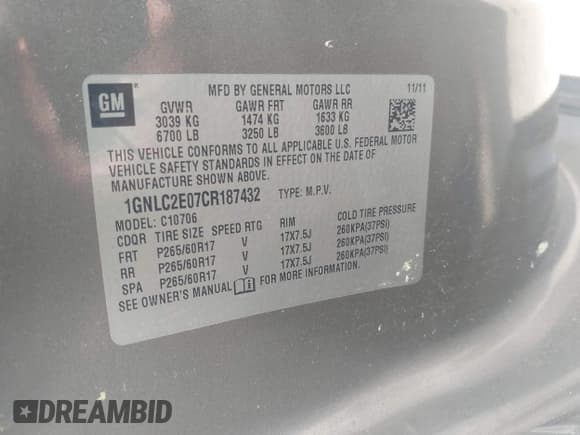 GM
MFD BY GENERAL MOTORS LLC 11/11
GVWR GAWR FRT GAWR RR
3039 KG 1474 KG 1633 KG
6700 LB 3250 LB 3600 LB
THIS VEHICLE CONFORMS TO ALL APPLICABLE U.S. FEDERAL MOTOR
VEHICLE SAFETY STANDARDS IN EFFECT ON THE DATE OF
MANUFACTURE SHOWN ABOVE.
1GNLC2E07CR187432 TYPE: M.P.V.
MODEL: C10706
CDQR TIRE SIZE SPEED RTG RIM COLD TIRE PRESSURE
FRT P265/60R17 V 17X7.5J 260KPA(37PSI)
RR P265/60R17 V 17X7.5J 260KPA(37PSI)
SPA P265/60R17 V 17X7.5J 260KPA(37PSI)
SEE OWNER'S MANUAL i FOR MORE INFORMATION.
DREAMBID